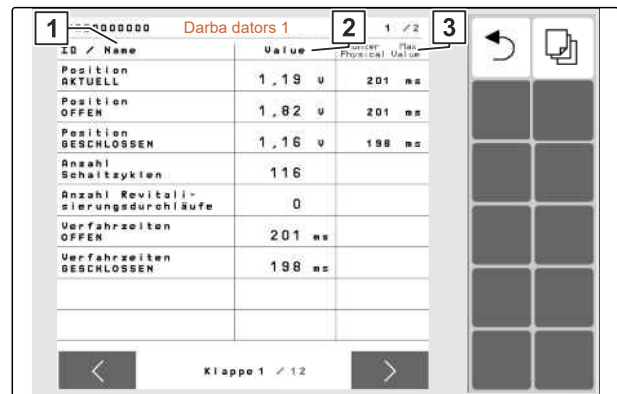 1
000000 Darba dators 1
2
1 / 2
3
ID / Name
Value
Max
Physical Value
Position
AKTUELL
1,19 V
201 ms
Position
OFFEN
1,82 V
201 ms
Position
GESCHLOSSEN
1,16 V
198 ms
Anzahl
Schaltzyklen
116
Anzahl Revitali-
sierungsdurchläufe
0
Verfahrzeiten
OFFEN
201 ms
Verfahrzeiten
GESCHLOSSEN
198 ms
Klappe 1 / 12